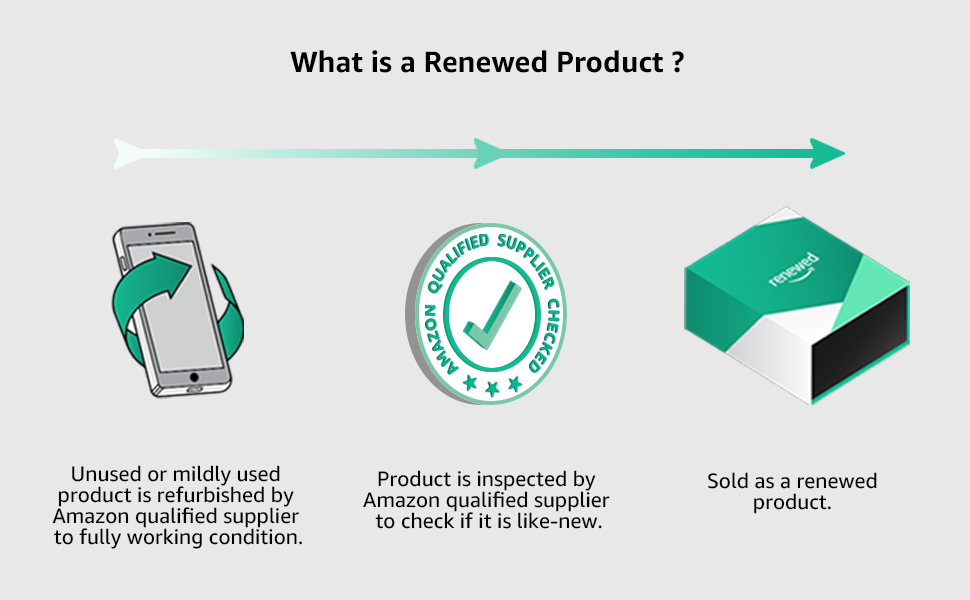 What is a Renewed Product ?
AMAZON QUALIFIED SUPPLIER CHECKED
renewed
Unused or mildly used
product is refurbished by
Amazon qualified supplier
to fully working condition.
Product is inspected by
Amazon qualified supplier
to check if it is like-new.
Sold as a renewed
product.